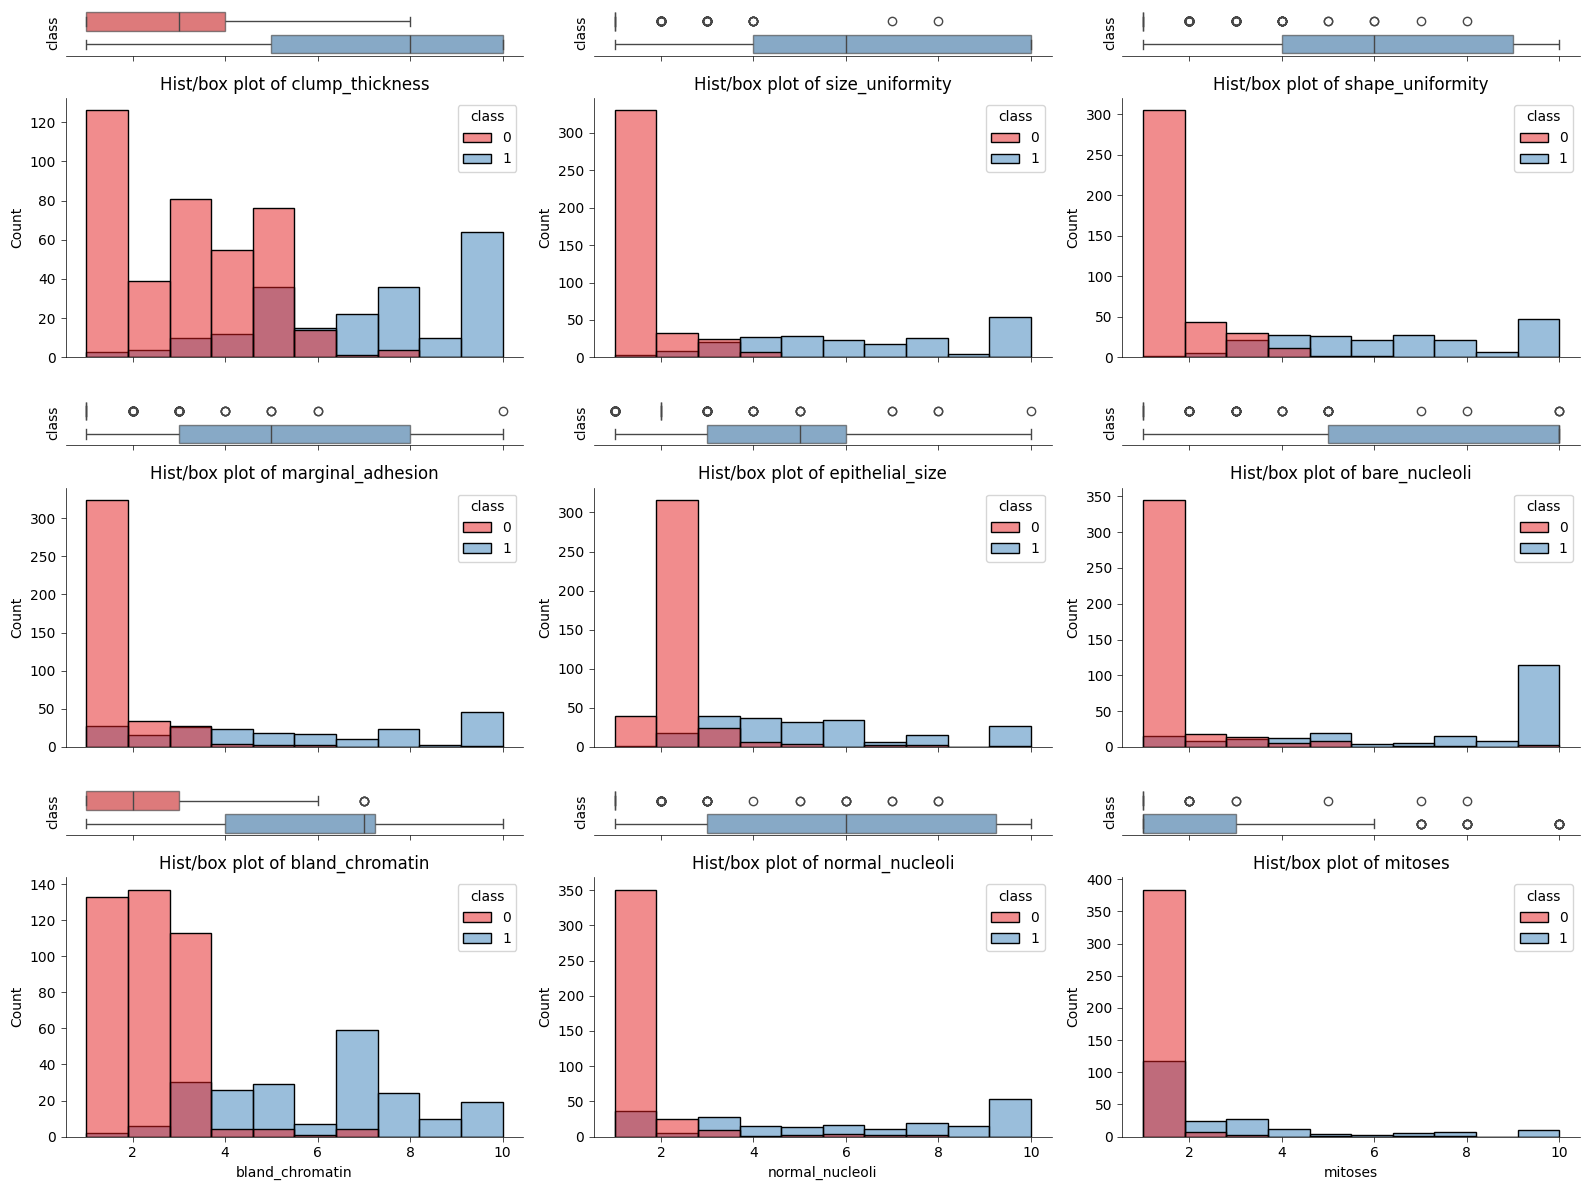 class
class
class
Hist/box plot of clump_thickness
Hist/box plot of size_uniformity
Hist/box plot of shape_uniformity
Count
120
100
80
60
40
20
0
class
0
1
Count
300
250
200
150
100
50
0
class
0
1
Count
300
250
200
150
100
50
0
class
0
1
class
class
class
Hist/box plot of marginal_adhesion
Hist/box plot of epithelial_size
Hist/box plot of bare_nucleoli
Count
300
250
200
150
100
50
0
class
0
1
Count
300
250
200
150
100
50
0
class
0
1
Count
350
300
250
200
150
100
50
0
class
0
1
class
class
class
Hist/box plot of bland_chromatin
Hist/box plot of normal_nucleoli
Hist/box plot of mitoses
Count
140
120
100
80
60
40
20
0
class
0
1
2 4 6 8 10
bland_chromatin
Count
350
300
250
200
150
100
50
0
class
0
1
2 4 6 8 10
normal_nucleoli
Count
400
350
300
250
200
150
100
50
0
class
0
1
2 4 6 8 10
mitoses